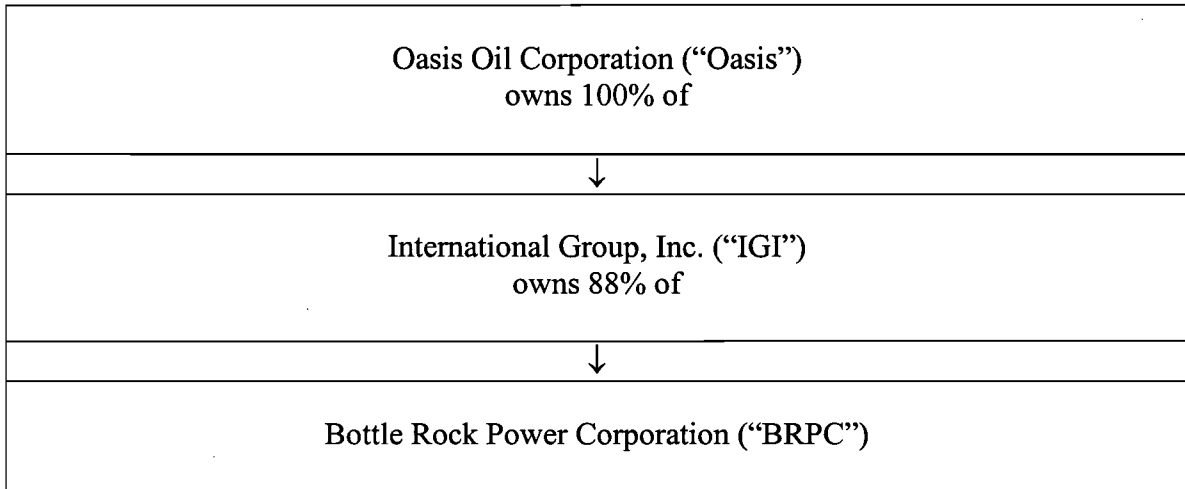 Oasis Oil Corporation (“Oasis”)
owns 100% of
↓
International Group, Inc. (“IGI”)
owns 88% of
↓
Bottle Rock Power Corporation (“BRPC”)